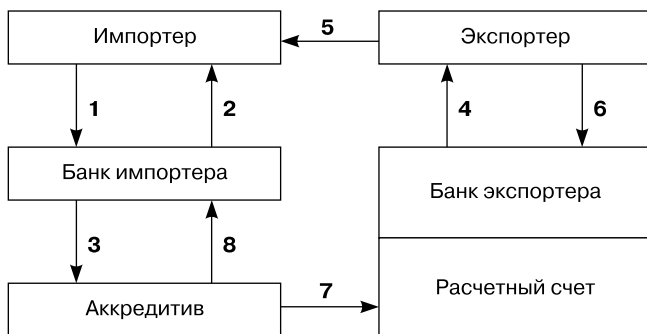 Импортер
5
Экспортер
1
2
4
6
Банк импортера
Банк экспортера
3
8
Аккредитив
7
Расчетный счет